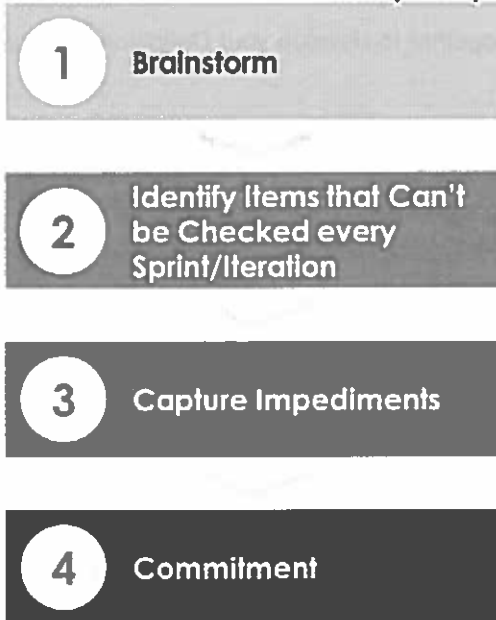 1
Brainstorm
2
Identify Items that Can't
be Checked every
Sprint/Iteration
3
Capture Impediments
4
Commitment